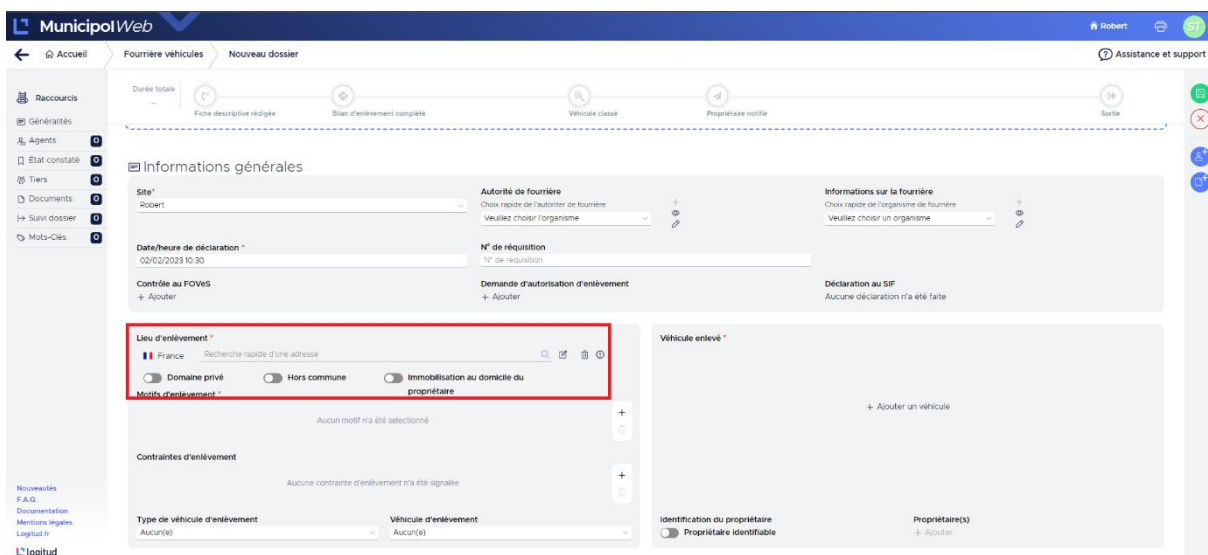 MunicipolWeb
Robert
ST
Accueil
Fourrière véhicules
Nouveau dossier
Assistance et support
Raccourcis
Généralités
Agents 0
État constaté 0
Tiers 0
Documents 0
Suivi dossier 0
Mots-Clés 0
Durée totale
--
Fiche descriptive rédigée
Bilan d'enlèvement complété
Véhicule classé
Propriétaire notifié
Sortie
Informations générales
Site*
Robert
Autorité de fourrière
Choix rapide de l'autoriter de fourrière
Veuillez choisir l'organisme
Informations sur la fourrière
Choix rapide de l'organisme de fourrière
Veuillez choisir un organisme
Date/heure de déclaration *
02/02/2023 10:30
N° de réquisition
N° de requisition
Contrôle au FOVeS
+ Ajouter
Demande d'autorisation d'enlèvement
+ Ajouter
Déclaration au SIF
Aucune déclaration n'a été faite
Lieu d'enlèvement *
France
Recherche rapide d'une adresse
Domaine privé
Hors commune
Immobilisation au domicile du
propriétaire
Motifs d'enlèvement *
Aucun motif n'a été selectionné
Contraintes d'enlèvement
Aucune contrainte d'enlèvement n'a été signalée
Type de véhicule d'enlèvement
Aucun(e)
Véhicule d'enlèvement
Aucun(e)
Véhicule enlevé *
+ Ajouter un véhicule
Identification du propriétaire
Propriétaire identifiable
Propriétaire(s)
+ Ajouter
Nouveautés
F.A.Q.
Documentation
Mentions légales
Logitud.fr
logitud